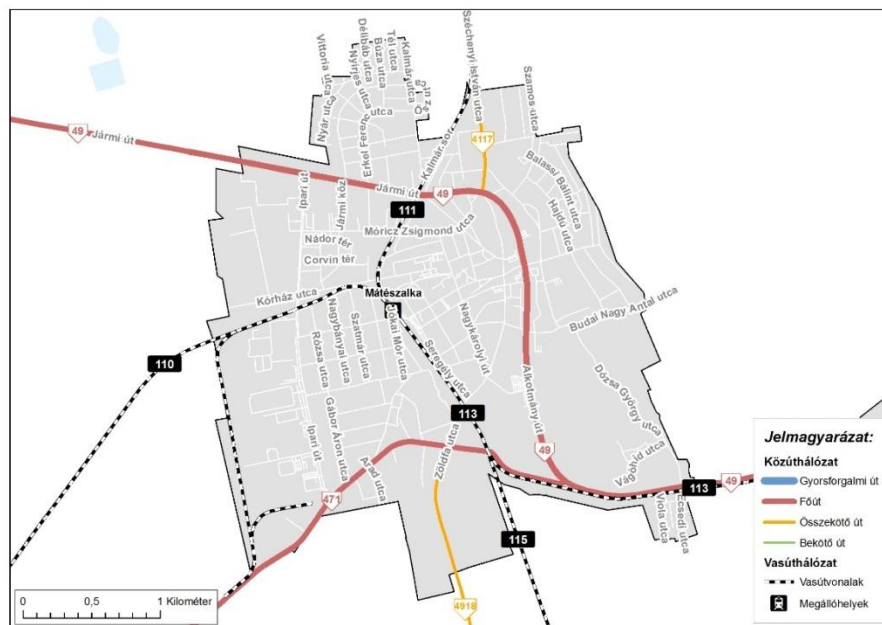 Vittoria utca
Nyár utca
Nyírjes utca
Délibáb utca
Búza utca
Tél utca
Kalmár utca
Erkel Ferenc utca
Kalmár sor
Széchenyi István utca
Szamos utca
4117
49
Jármi út
Ipari út
Jármi köz
Jármi út
49
111
Balassi Bálint utca
Hajdú utca
Móricz Zsigmond utca
Nádor tér
Corvin tér
Kórház utca
Mátészalka
Budai Nagy Antal utca
Rózsa utca
Nagybányai utca
Szatmár utca
Jókai Mór utca
Seregély utca
Nagykárolyi út
Alkotmány út
110
113
Dózsa György utca
Vágóhíd utca
Ipari út
Gábor Áron utca
Arad utca
Zöldfa utca
49
471
113
49
Viola utca
Ecsedi utca
115
4918
0 0,5 1 Kilométer
Jelmagyarázat:
Közúthálózat
Gyorsforgalmi út
Főút
Összekötő út
Bekötő út
Vasúthálózat
Vasútvonalak
Megállóhelyek